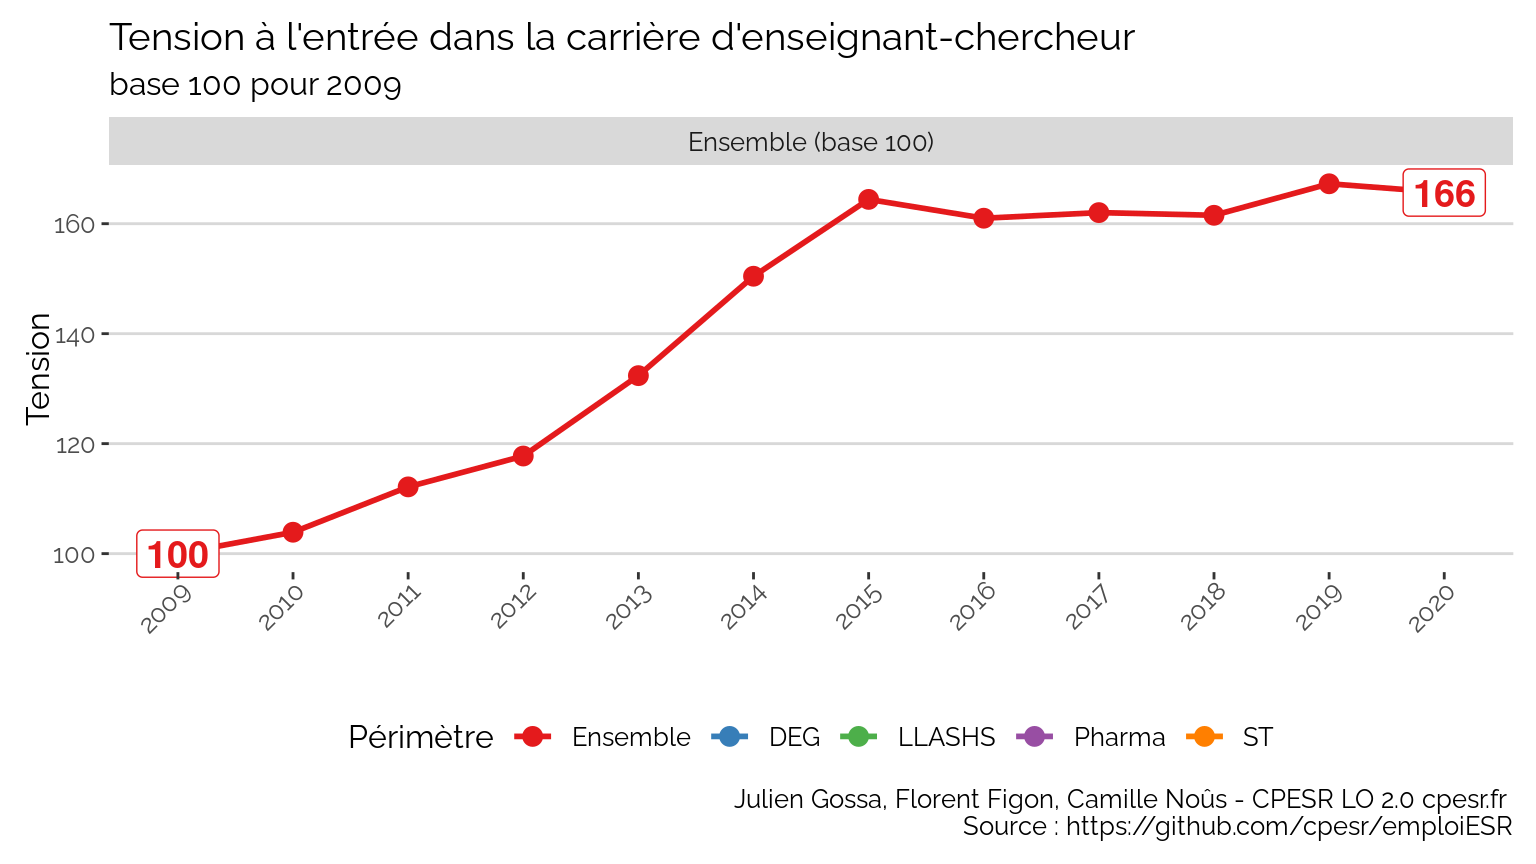 Tension à l'entrée dans la carrière d'enseignant-chercheur
base 100 pour 2009
Ensemble (base 100)
Tension
160
140
120
100
166
100
2009 2010 2011 2012 2013 2014 2015 2016 2017 2018 2019 2020
Périmètre Ensemble DEG LLASHS Pharma ST
Julien Gossa, Florent Figon, Camille Noûs - CPESR LO 2.0 cpesr.fr
Source : https://github.com/cpesr/emploiESR